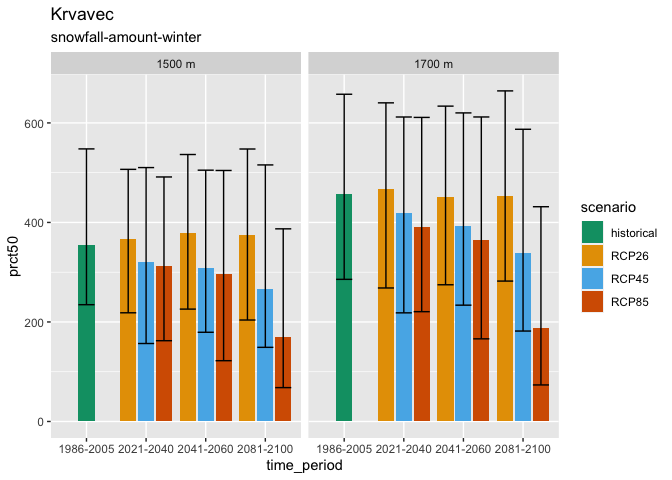 Krvavec
snowfall-amount-winter
1500 m
1700 m
600
400
200
0
prct50
1986-2005 2021-2040 2041-2060 2081-2100
1986-2005 2021-2040 2041-2060 2081-2100
time_period
scenario
historical
RCP26
RCP45
RCP85